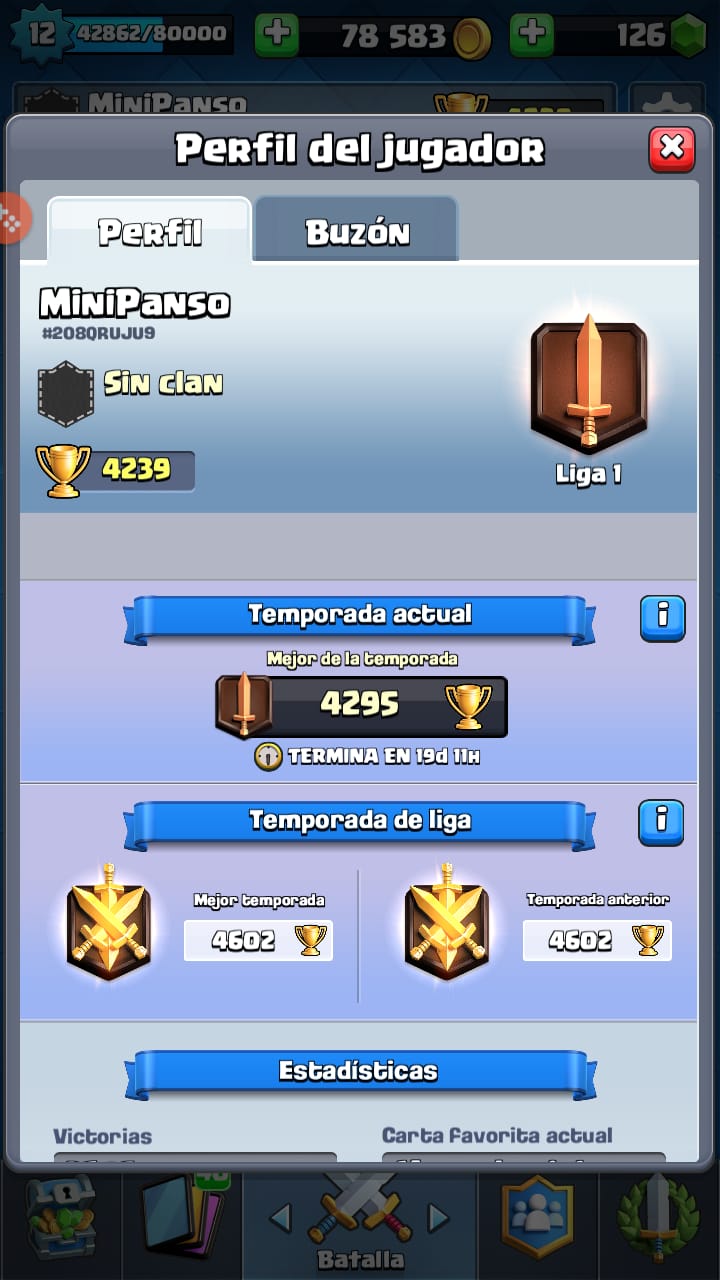 12 42862/80000 78 583 126
MiniPanso
Perfil del jugador
Perfil Buzón
MiniPanso
#208QRUJU9
Sin clan
4239
Liga 1
Temporada actual
i
Mejor de la temporada
4295
TERMINA EN 19d 11H
Temporada de liga
i
Mejor temporada
4602
Temporada anterior
4602
Estadísticas
Victorias
Carta favorita actual
Batalla